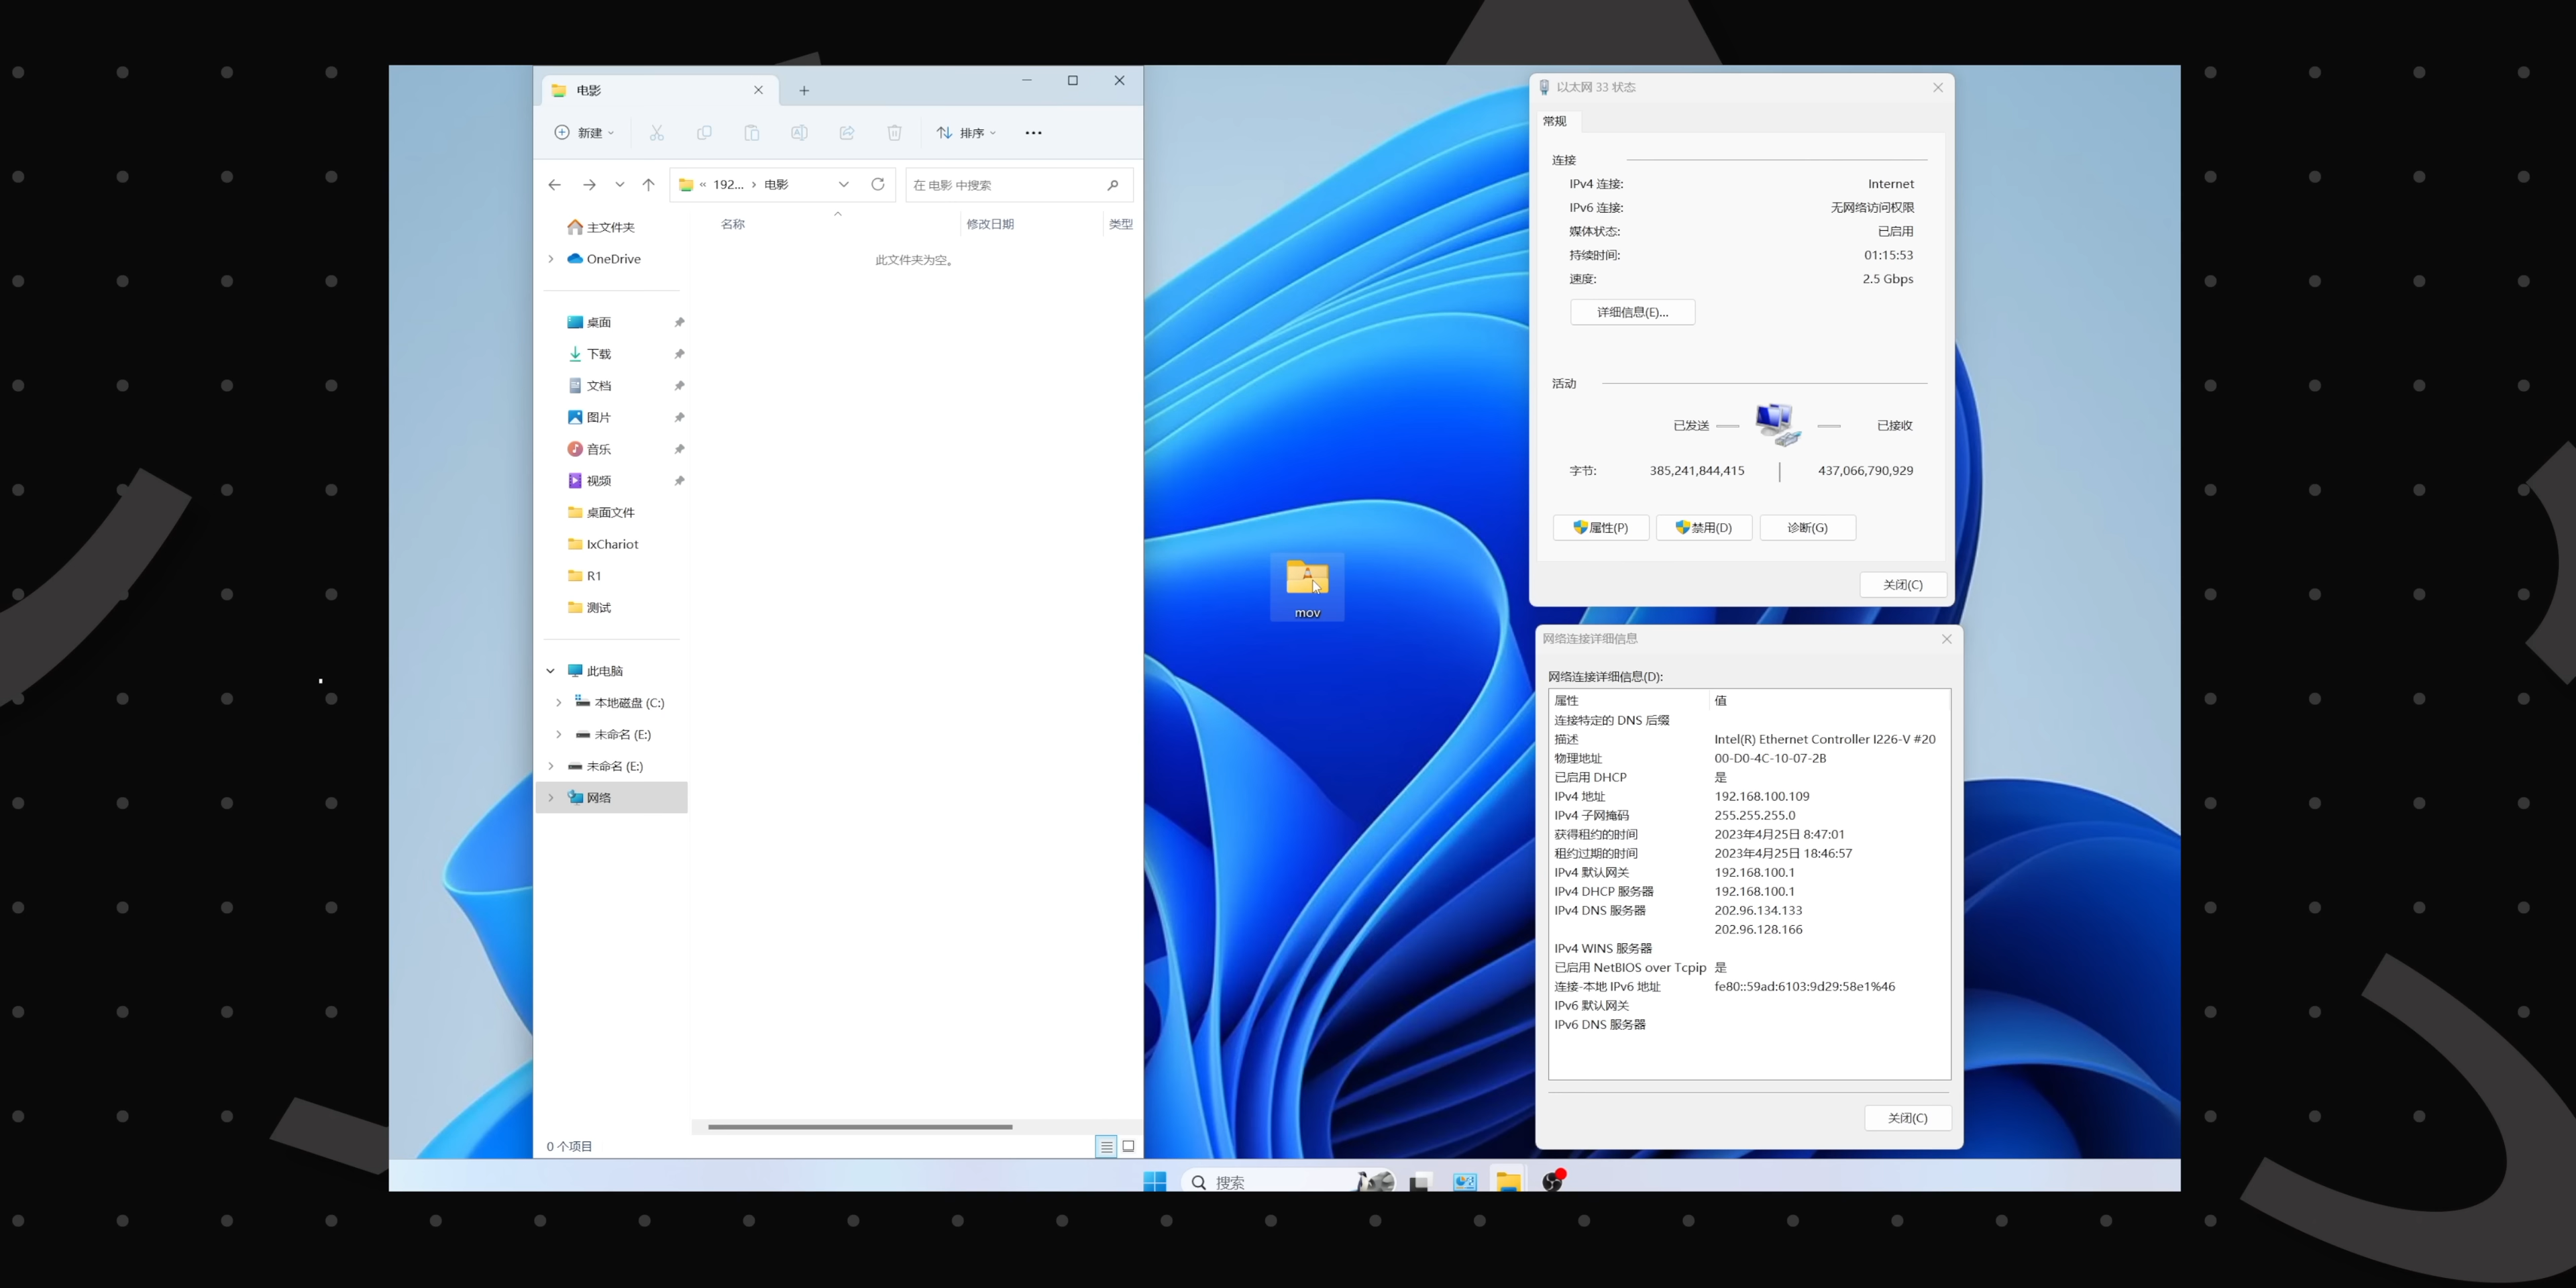 电影
新建
排序
« 192... › 电影
在 电影 中搜索
主文件夹
OneDrive
桌面
下载
文档
图片
音乐
视频
桌面文件
IxChariot
R1
测试
此电脑
本地磁盘 (C:)
未命名 (E:)
未命名 (E:)
网络
名称 修改日期 类型
此文件夹为空。
0 个项目
mov
以太网 33 状态
常规
连接
IPv4 连接: Internet
IPv6 连接: 无网络访问权限
媒体状态: 已启用
持续时间: 01:15:53
速度: 2.5 Gbps
详细信息(E)...
活动
已发送 已接收
字节: 385,241,844,415 437,066,790,929
属性(P) 禁用(D) 诊断(G)
关闭(C)
网络连接详细信息
网络连接详细信息(D):
属性 值
连接特定的 DNS 后缀
描述 Intel(R) Ethernet Controller I226-V #20
物理地址 00-D0-4C-10-07-2B
已启用 DHCP 是
IPv4 地址 192.168.100.109
IPv4 子网掩码 255.255.255.0
获得租约的时间 2023年4月25日 8:47:01
租约过期的时间 2023年4月25日 18:46:57
IPv4 默认网关 192.168.100.1
IPv4 DHCP 服务器 192.168.100.1
IPv4 DNS 服务器 202.96.134.133
202.96.128.166
IPv4 WINS 服务器
已启用 NetBIOS over Tcpip 是
连接-本地 IPv6 地址 fe80::59ad:6103:9d29:58e1%46
IPv6 默认网关
IPv6 DNS 服务器
关闭(C)
搜索